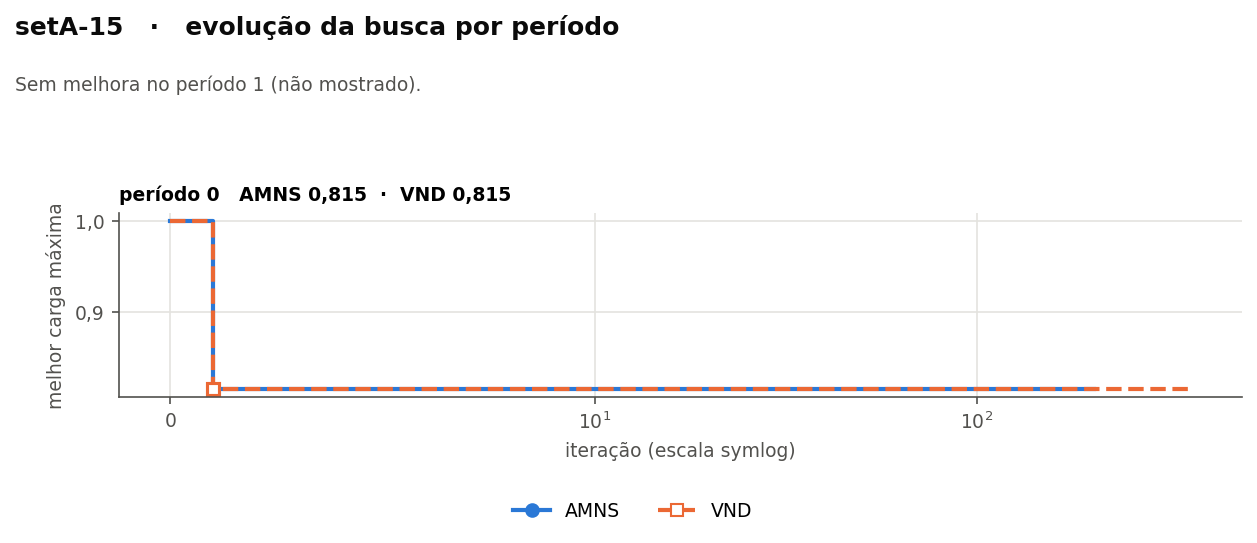 setA-15 · evolução da busca por período
Sem melhora no período 1 (não mostrado).
período 0 AMNS 0,815 · VND 0,815
melhor carga máxima
1,0
0,9
0
10¹
10²
iteração (escala symlog)
AMNS
VND